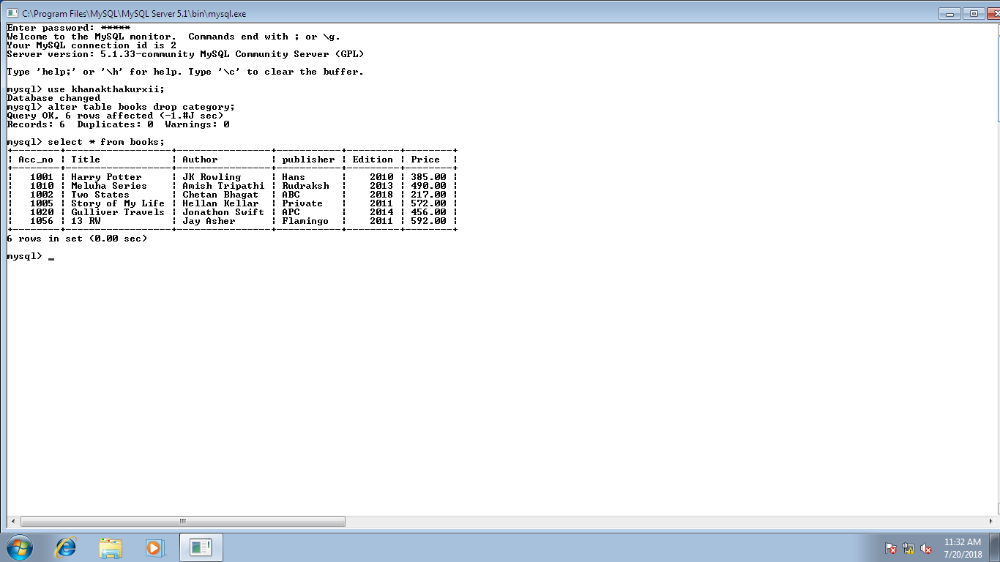 C:\Program Files\MySQL\MySQL Server 5.1\bin\mysql.exe
Enter password: *****
Welcome to the MySQL monitor.  Commands end with ; or \g.
Your MySQL connection id is 2
Server version: 5.1.33-community MySQL Community Server (GPL)
Type 'help;' or '\h' for help. Type '\c' to clear the buffer.
mysql> use khanakthakurxii;
Database changed
mysql> alter table books drop category;
Query OK, 6 rows affected (-1.#J sec)
Records: 6  Duplicates: 0  Warnings: 0
mysql> select * from books;
+--------+------------------+----------------+-----------+---------+--------+
| Acc_no | Title            | Author         | publisher | Edition | Price  |
+--------+------------------+----------------+-----------+---------+--------+
|   1001 | Harry Potter     | JK Rowling     | Hans      |    2010 | 385.00 |
|   1010 | Meluha Series    | Amish Tripathi | Rudraksh  |    2013 | 490.00 |
|   1002 | Two States       | Chetan Bhagat  | ABC       |    2018 | 217.00 |
|   1005 | Story of My Life | Hellan Kellar  | Private   |    2011 | 572.00 |
|   1020 | Gulliver Travels | Jonathon Swift | APC       |    2014 | 456.00 |
|   1056 | 13 RW            | Jay Asher      | Flamingo  |    2011 | 592.00 |
+--------+------------------+----------------+-----------+---------+--------+
6 rows in set (0.00 sec)
mysql> _
11:32 AM
7/20/2018